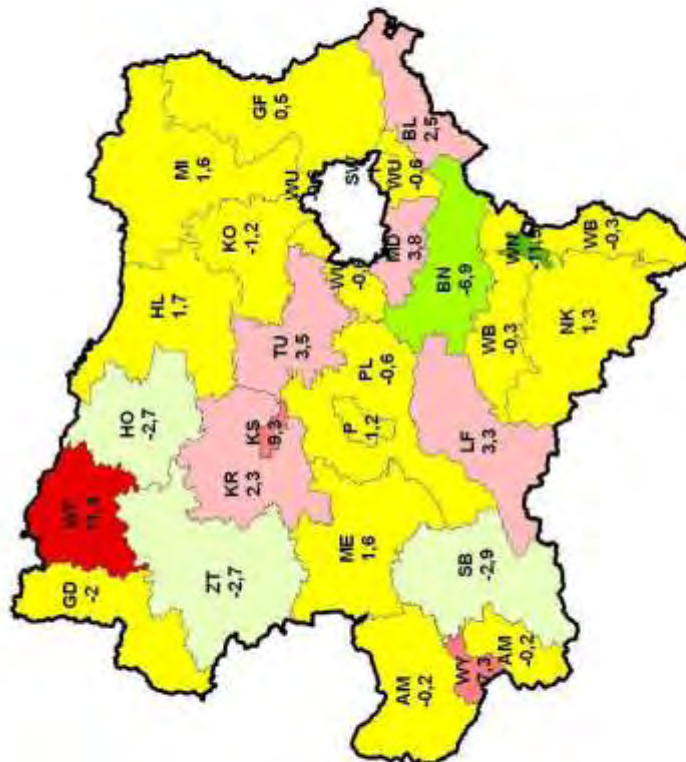 GF
0,5
MI
1,6
BL
2,5
WU
KO
-1,2
WU
-0,6
HL
1,7
MD
3,8
TU
3,5
BN
-6,9
HO
-2,7
PL
-0,6
WB
-0,3
WB
-0,3
NK
1,3
KS
KR
2,3
P
1,2
LF
3,3
ME
1,6
GD
-2
ZT
-2,7
SB
-2,9
AM
-0,2
WY
7,3
AM
-0,2